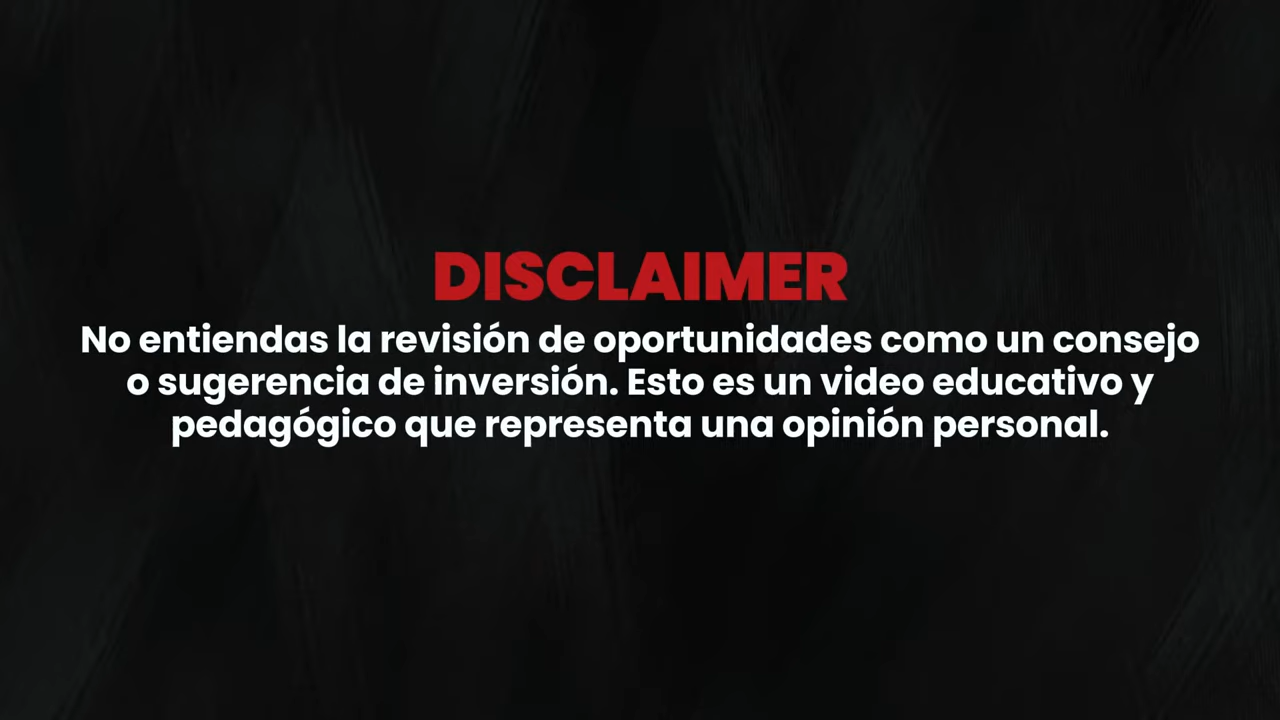 DISCLAIMER
No entiendas la revisión de oportunidades como un consejo
o sugerencia de inversión. Esto es un video educativo y
pedagógico que representa una opinión personal.